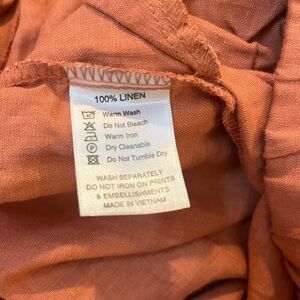 100% LINEN
Warm Wash
Do Not Bleach
Warm Iron
P Dry Cleanable
Do Not Tumble Dry
WASH SEPARATELY
DO NOT IRON ON PRINTS
& EMBELLISHMENTS
MADE IN VIETNAM